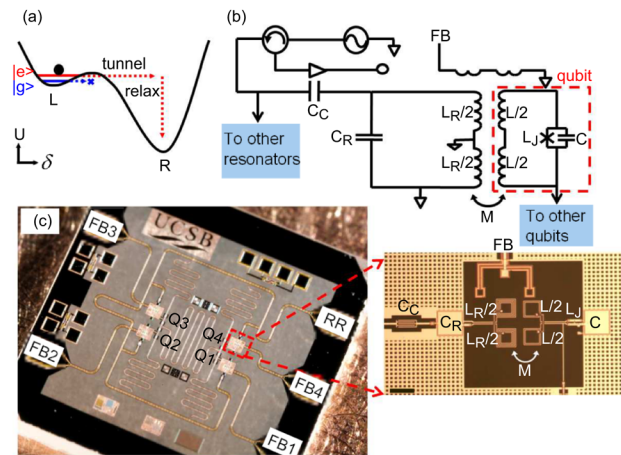 (a)
|e>
|g>
L
tunnel
relax
R
U
δ
(b)
FB
qubit
C_C
C_R
L_R/2
L/2
L_R/2
L/2
L_J
C
M
To other
resonators
To other
qubits
(c)
UCSB
FB3
Q3
Q4
Q2
Q1
RR
FB2
FB4
FB1
FB
C_C
C_R
L_R/2
L/2
L_J
C
L_R/2
L/2
M